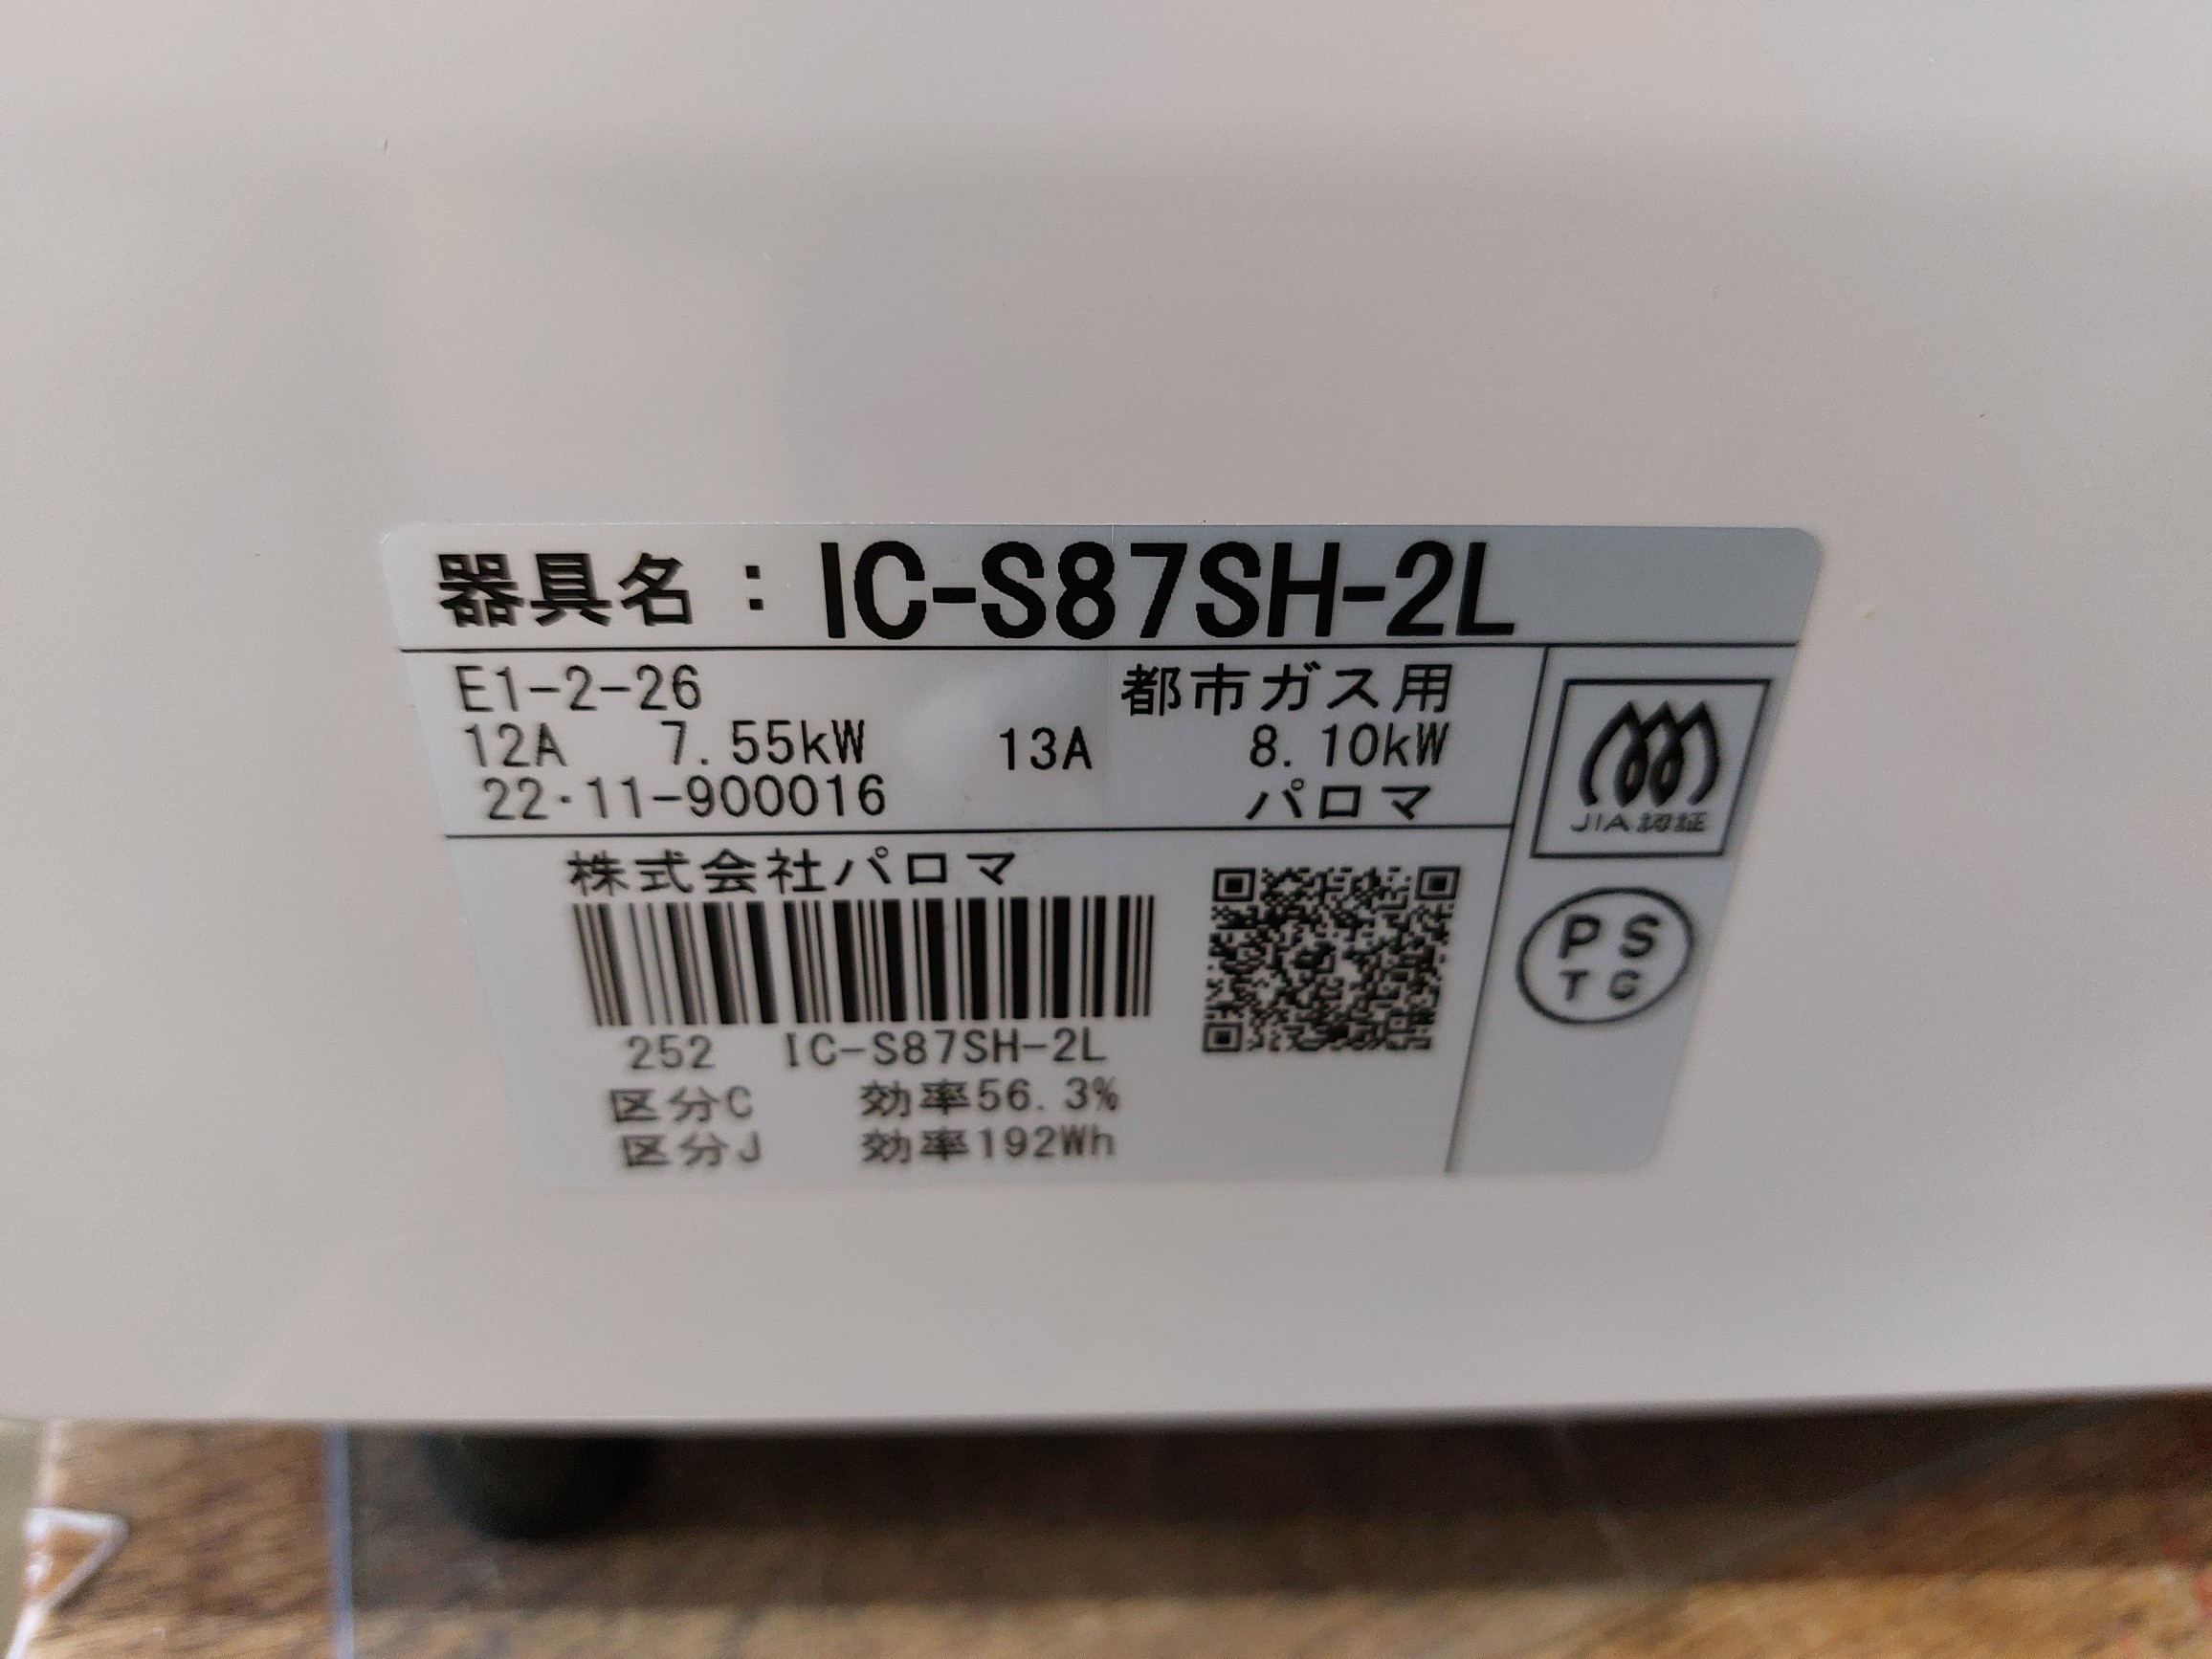 器具名：IC-S87SH-2L
E1-2-26 都市ガス用
12A 7.55kW 13A 8.10kW
22・11-900016 パロマ
JIA認証
株式会社パロマ
PS
TG
252 IC-S87SH-2L
区分C 効率56.3%
区分J 効率192Wh